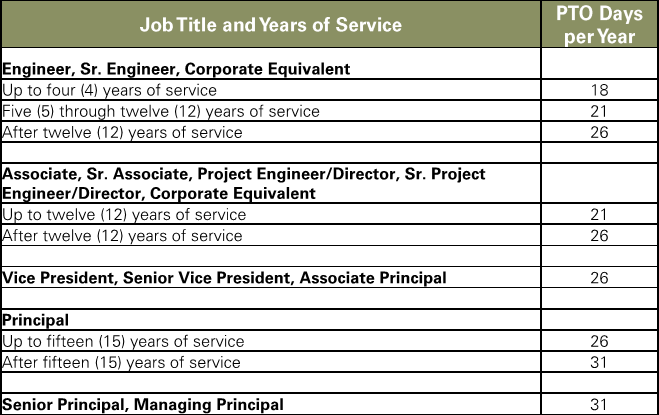 Job Title and Years of Service
PTO Days
per Year
Engineer, Sr. Engineer, Corporate Equivalent
Up to four (4) years of service 18
Five (5) through twelve (12) years of service 21
After twelve (12) years of service 26
Associate, Sr. Associate, Project Engineer/Director, Sr. Project
Engineer/Director, Corporate Equivalent
Up to twelve (12) years of service 21
After twelve (12) years of service 26
Vice President, Senior Vice President, Associate Principal 26
Principal
Up to fifteen (15) years of service 26
After fifteen (15) years of service 31
Senior Principal, Managing Principal 31